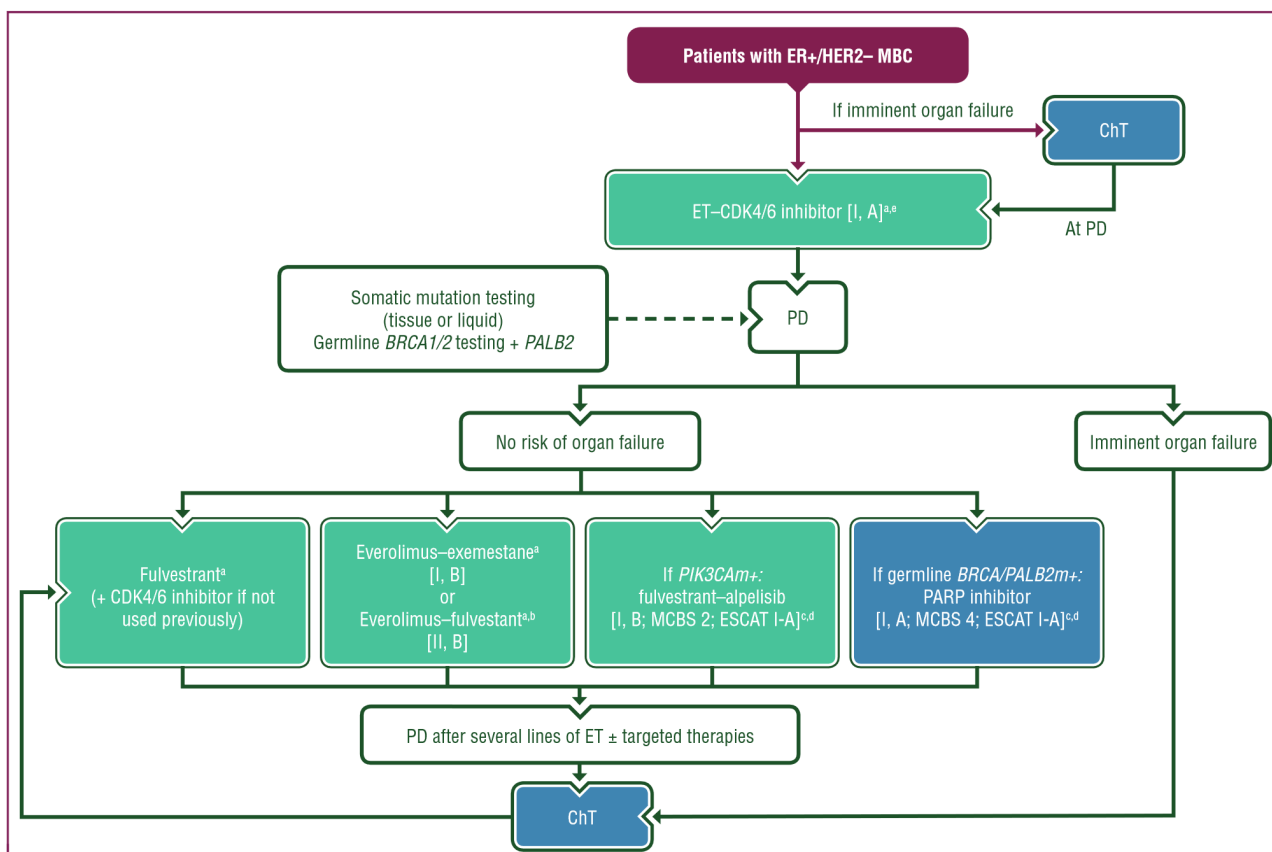 Patients with ER+/HER2– MBC
If imminent organ failure
ChT
ET–CDK4/6 inhibitor [I, A]a,e
At PD
Somatic mutation testing
(tissue or liquid)
Germline BRCA1/2 testing + PALB2
PD
No risk of organ failure
Imminent organ failure
Fulvestranta
(+ CDK4/6 inhibitor if not
used previously)
Everolimus–exemestanea
[I, B]
or
Everolimus–fulvestanta,b
[II, B]
If PIK3CAm+:
fulvestrant–alpelisib
[I, B; MCBS 2; ESCAT I-A]c,d
If germline BRCA/PALB2m+:
PARP inhibitor
[I, A; MCBS 4; ESCAT I-A]c,d
PD after several lines of ET ± targeted therapies
ChT